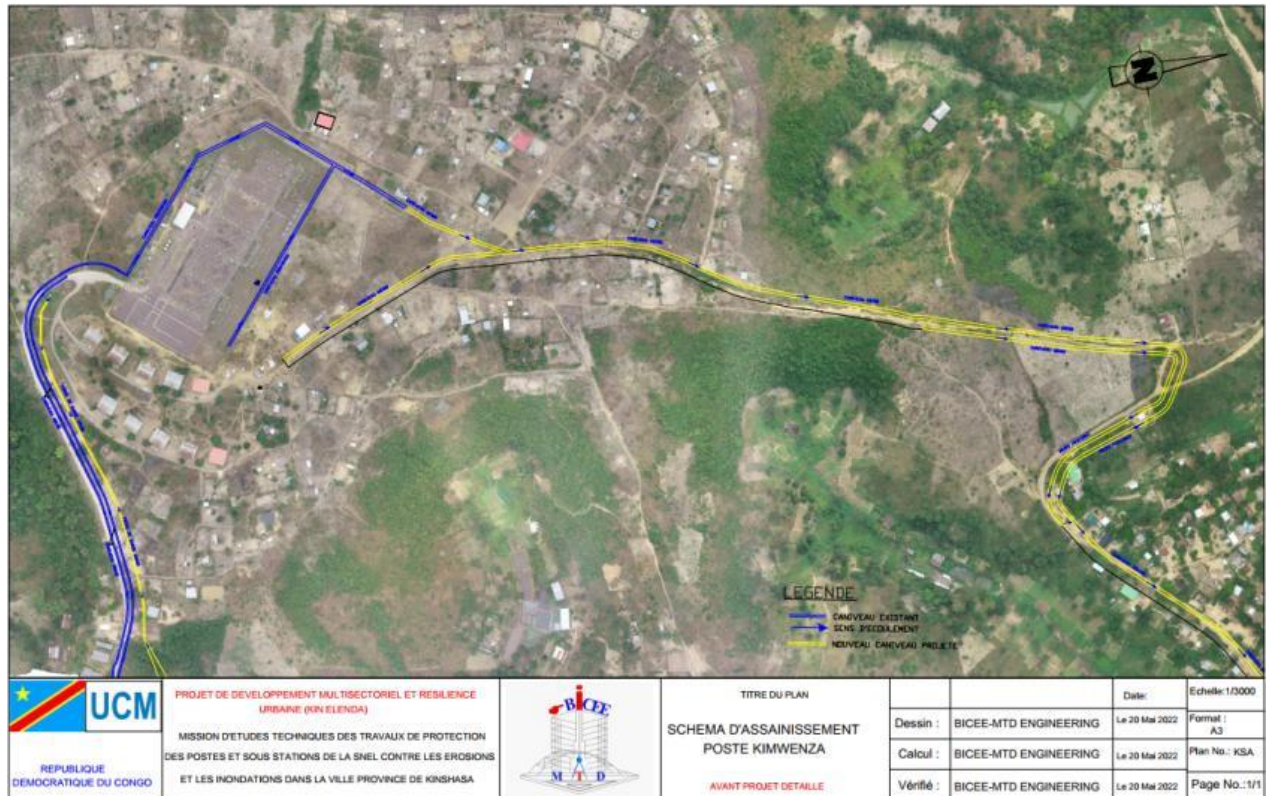 N
LEGENDE
CANIVEAU EXISTANT
SENS D'ECOULEMENT
NOUVEAU CANIVEAU PROJETE
UCM
REPUBLIQUE
DEMOCRATIQUE DU CONGO
PROJET DE DEVELOPPEMENT MULTISECTORIEL ET RESILIENCE
URBAINE (KIN ELENDA)
MISSION D'ETUDES TECHNIQUES DES TRAVAUX DE PROTECTION
DES POSTES ET SOUS STATIONS DE LA SNEL CONTRE LES EROSIONS
ET LES INONDATIONS DANS LA VILLE PROVINCE DE KINSHASA
BICEE
M T D
TITRE DU PLAN
SCHEMA D'ASSAINISSEMENT
POSTE KIMWENZA
AVANT PROJET DETAILLE
Date:
Echelle:1/3000
Dessin : BICEE-MTD ENGINEERING Le 20 Mai 2022
Format :
A3
Calcul : BICEE-MTD ENGINEERING Le 20 Mai 2022
Plan No.: KSA
Vérifié : BICEE-MTD ENGINEERING Le 20 Mai 2022
Page No.:1/1